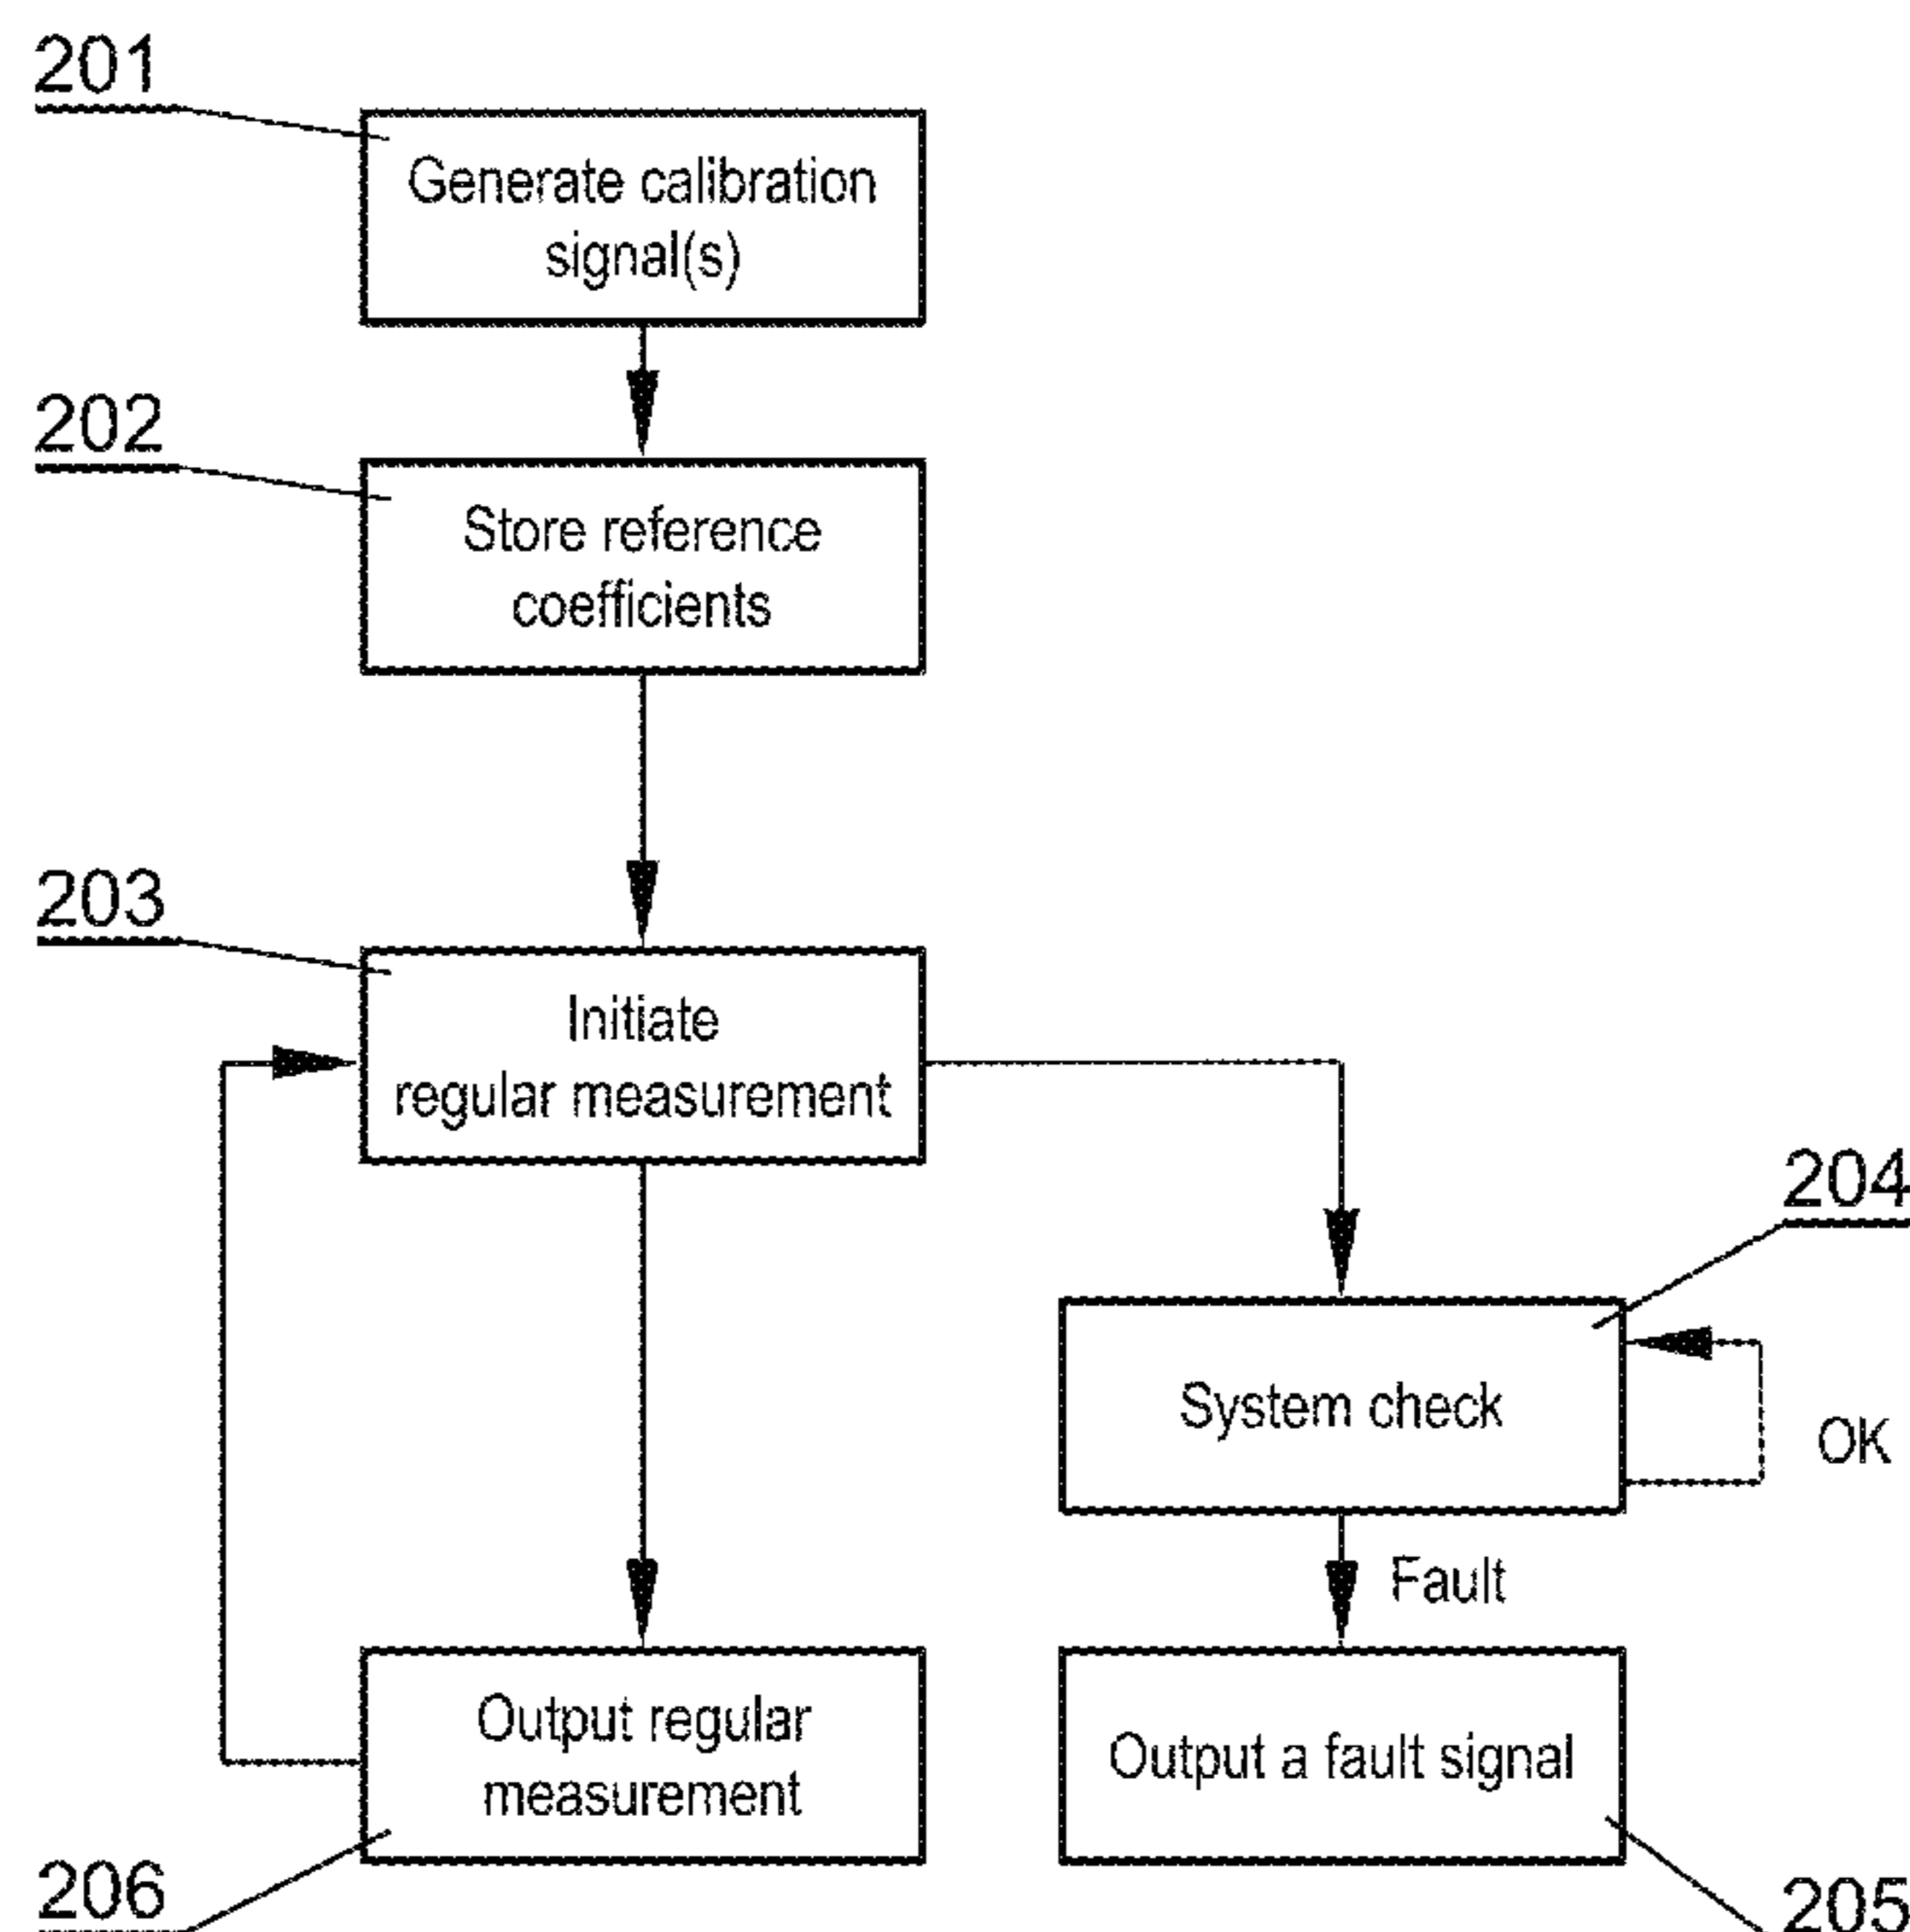 201
Generate calibration
signal(s)
202
Store reference
coefficients
203
Initiate
regular measurement
204
System check
OK
Fault
Output regular
measurement
Output a fault signal
206
205